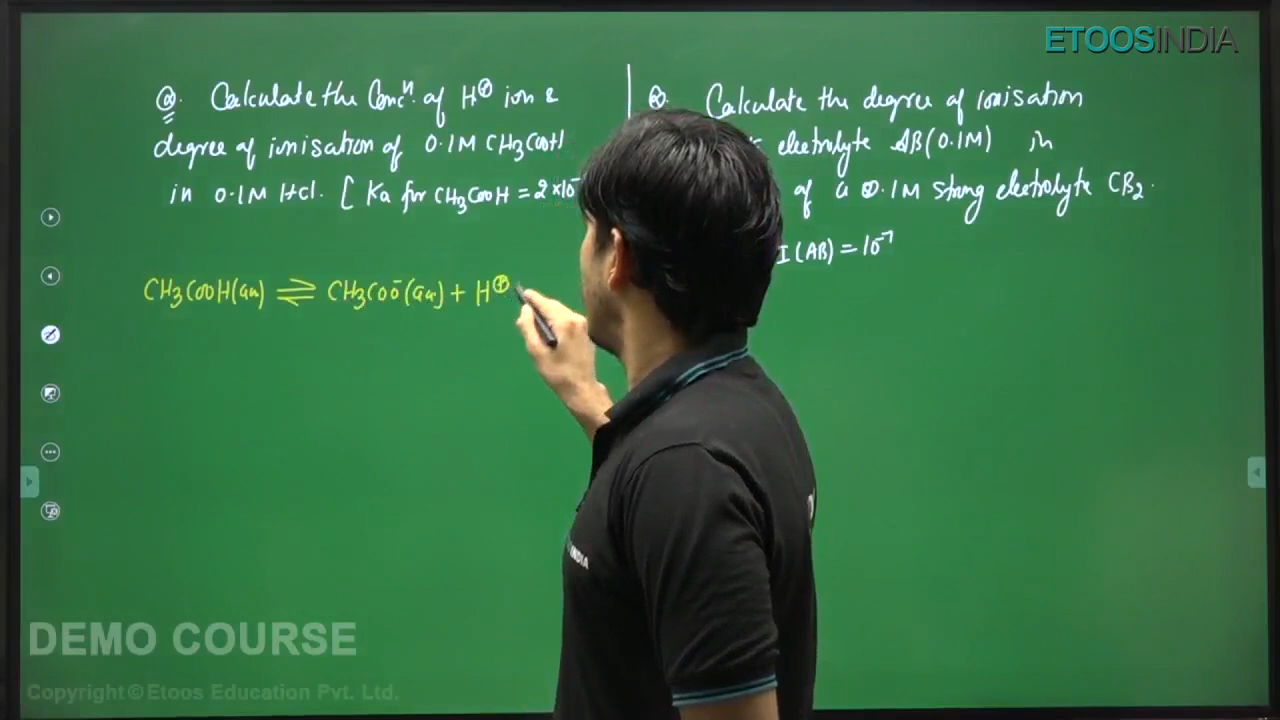 ETOOSINDIA
Q. Calculate the Concⁿ. of H⊕ ion &
degree of ionisation of 0.1M CH3COOH
in 0.1M HCl. [ Ka for CH3COOH = 2×10⁻
CH3COOH(aq) ⇌ CH3COO⁻(aq) + H⊕
Q. Calculate the degree of ionisation
electrolyte AB(0.1M) in
of a 0.1M strong electrolyte CB2.
I(AB) = 10⁻⁷
INDIA
DEMO COURSE
Copyright©Etoos Education Pvt. Ltd.